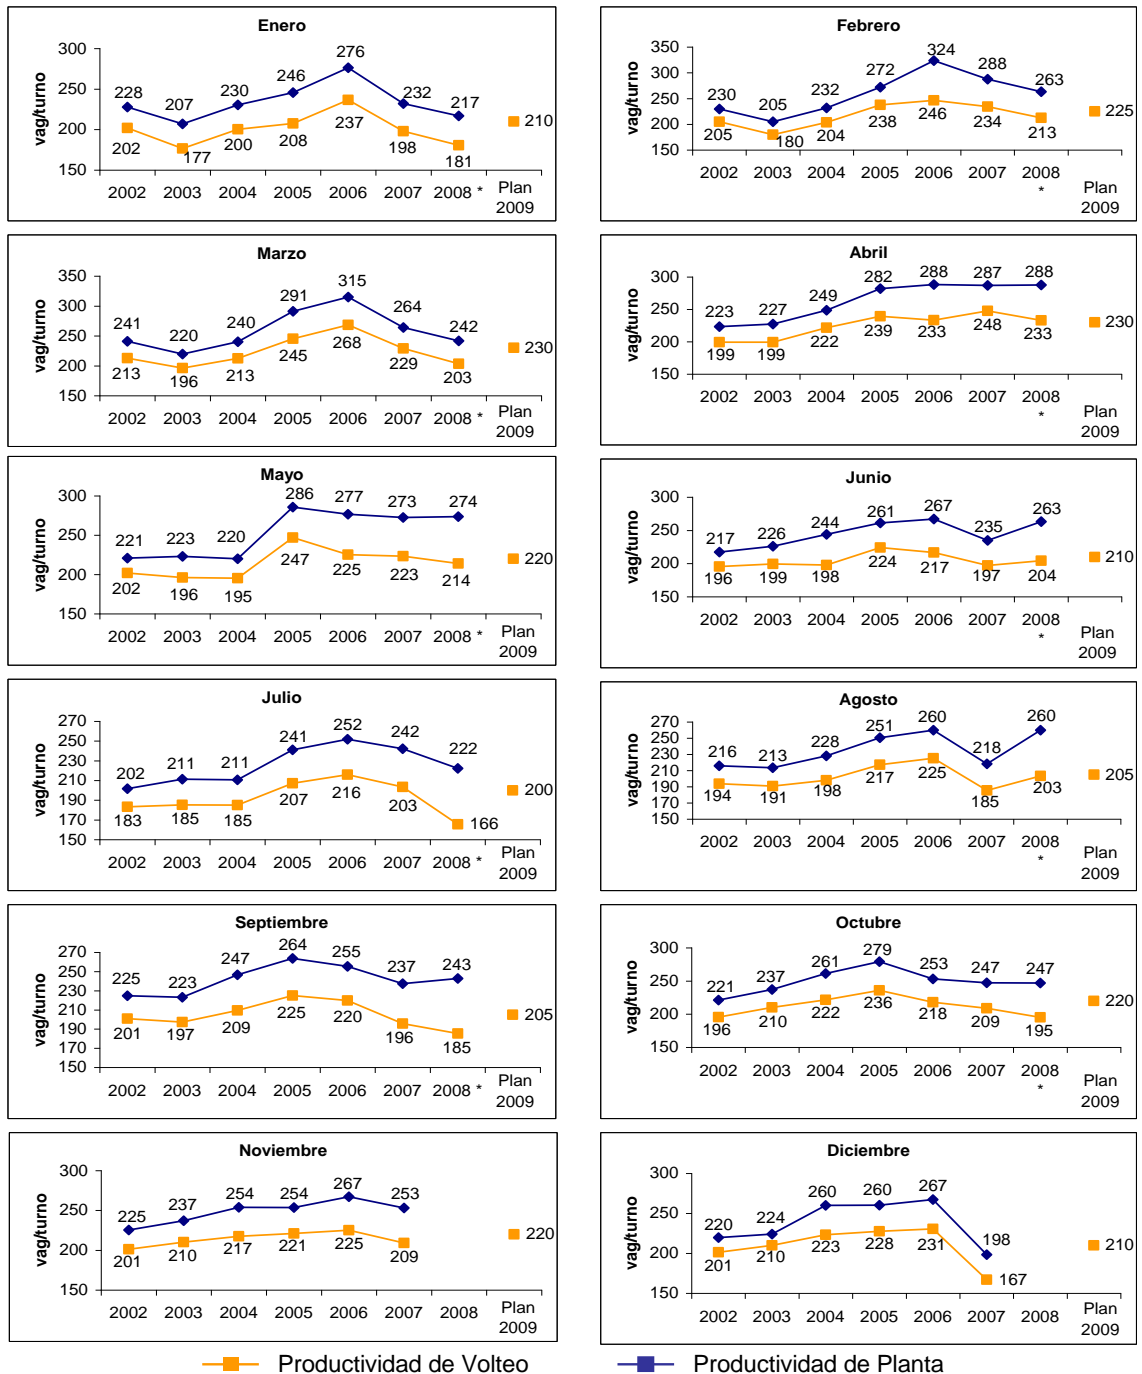 Enero
vag/turno
300
250
200
150
228 207 230 246 276 232 217
202 177 200 208 237 198 181 210
2002 2003 2004 2005 2006 2007 2008 * Plan
2009
Febrero
vag/turno
350
300
250
200
150
230 205 232 272 324 288 263
205 180 204 238 246 234 213 225
2002 2003 2004 2005 2006 2007 2008 Plan
* 2009
Marzo
vag/turno
350
300
250
200
150
241 220 240 291 315 264 242
213 196 213 245 268 229 203 230
2002 2003 2004 2005 2006 2007 2008 * Plan
2009
Abril
vag/turno
300
250
200
150
223 227 249 282 288 287 288
199 199 222 239 233 248 233 230
2002 2003 2004 2005 2006 2007 2008 Plan
* 2009
Mayo
vag/turno
300
250
200
150
221 223 220 286 277 273 274
202 196 195 247 225 223 214 220
2002 2003 2004 2005 2006 2007 2008 * Plan
2009
Junio
vag/turno
300
250
200
150
217 226 244 261 267 235 263
196 199 198 224 217 197 204 210
2002 2003 2004 2005 2006 2007 2008 Plan
* 2009
Julio
vag/turno
270
250
230
210
190
170
150
202 211 211 241 252 242 222
183 185 185 207 216 203 166 200
2002 2003 2004 2005 2006 2007 2008 * Plan
2009
Agosto
vag/turno
270
250
230
210
190
170
150
216 213 228 251 260 218 260
194 191 198 217 225 185 203 205
2002 2003 2004 2005 2006 2007 2008 Plan
* 2009
Septiembre
vag/turno
270
250
230
210
190
170
150
225 223 247 264 255 237 243
201 197 209 225 220 196 185 205
2002 2003 2004 2005 2006 2007 2008 * Plan
2009
Octubre
vag/turno
300
250
200
150
221 237 261 279 253 247 247
196 210 222 236 218 209 195 220
2002 2003 2004 2005 2006 2007 2008 Plan
* 2009
Noviembre
vag/turno
300
250
200
150
225 237 254 254 267 253
201 210 217 221 225 209 220
2002 2003 2004 2005 2006 2007 2008 Plan
2009
Diciembre
vag/turno
300
250
200
150
220 224 260 260 267 198
201 210 223 228 231 167 210
2002 2003 2004 2005 2006 2007 2008 Plan
2009
Productividad de Volteo Productividad de Planta